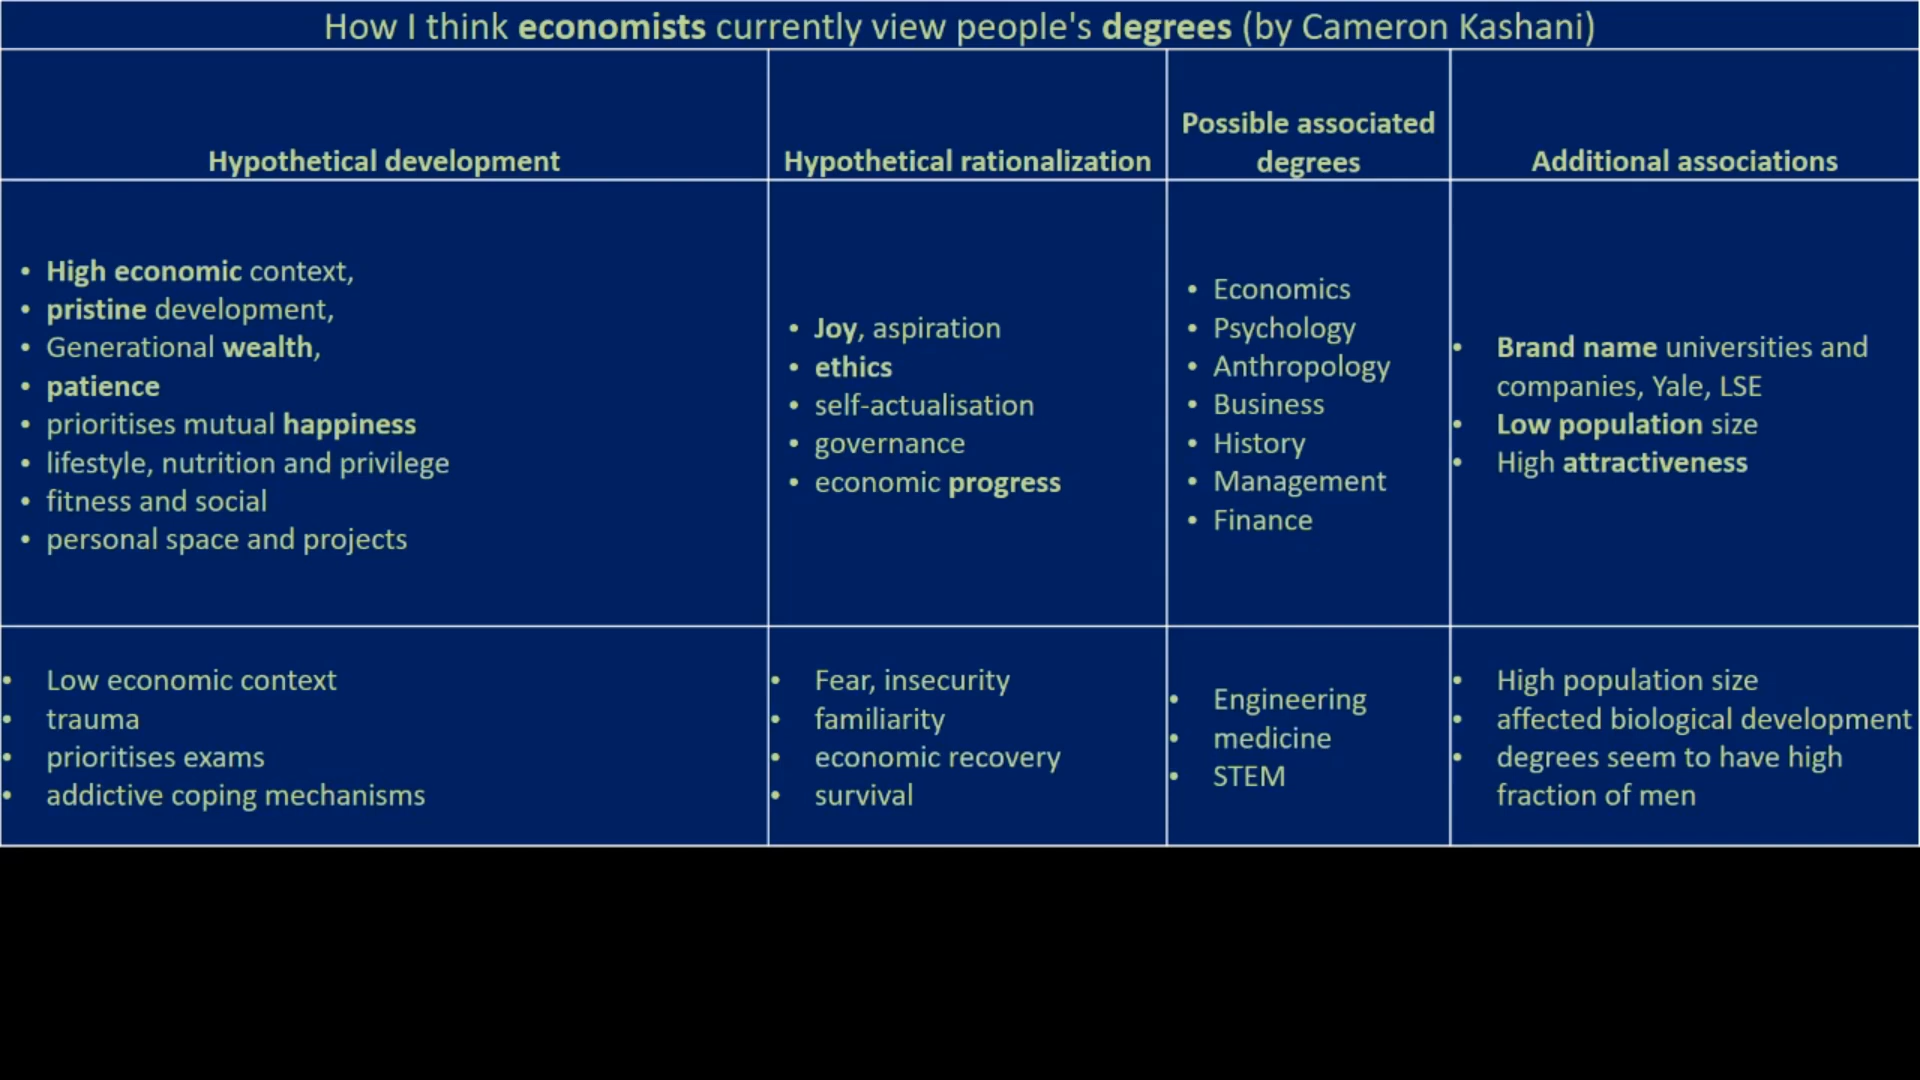 How I think economists currently view people's degrees (by Cameron Kashani)
Hypothetical development
Hypothetical rationalization
Possible associated
degrees
Additional associations
• High economic context,
• pristine development,
• Generational wealth,
• patience
• prioritises mutual happiness
• lifestyle, nutrition and privilege
• fitness and social
• personal space and projects
• Joy, aspiration
• ethics
• self-actualisation
• governance
• economic progress
• Economics
• Psychology
• Anthropology
• Business
• History
• Management
• Finance
• Brand name universities and
companies, Yale, LSE
• Low population size
• High attractiveness
• Low economic context
• trauma
• prioritises exams
• addictive coping mechanisms
• Fear, insecurity
• familiarity
• economic recovery
• survival
• Engineering
• medicine
• STEM
• High population size
• affected biological development
• degrees seem to have high
fraction of men